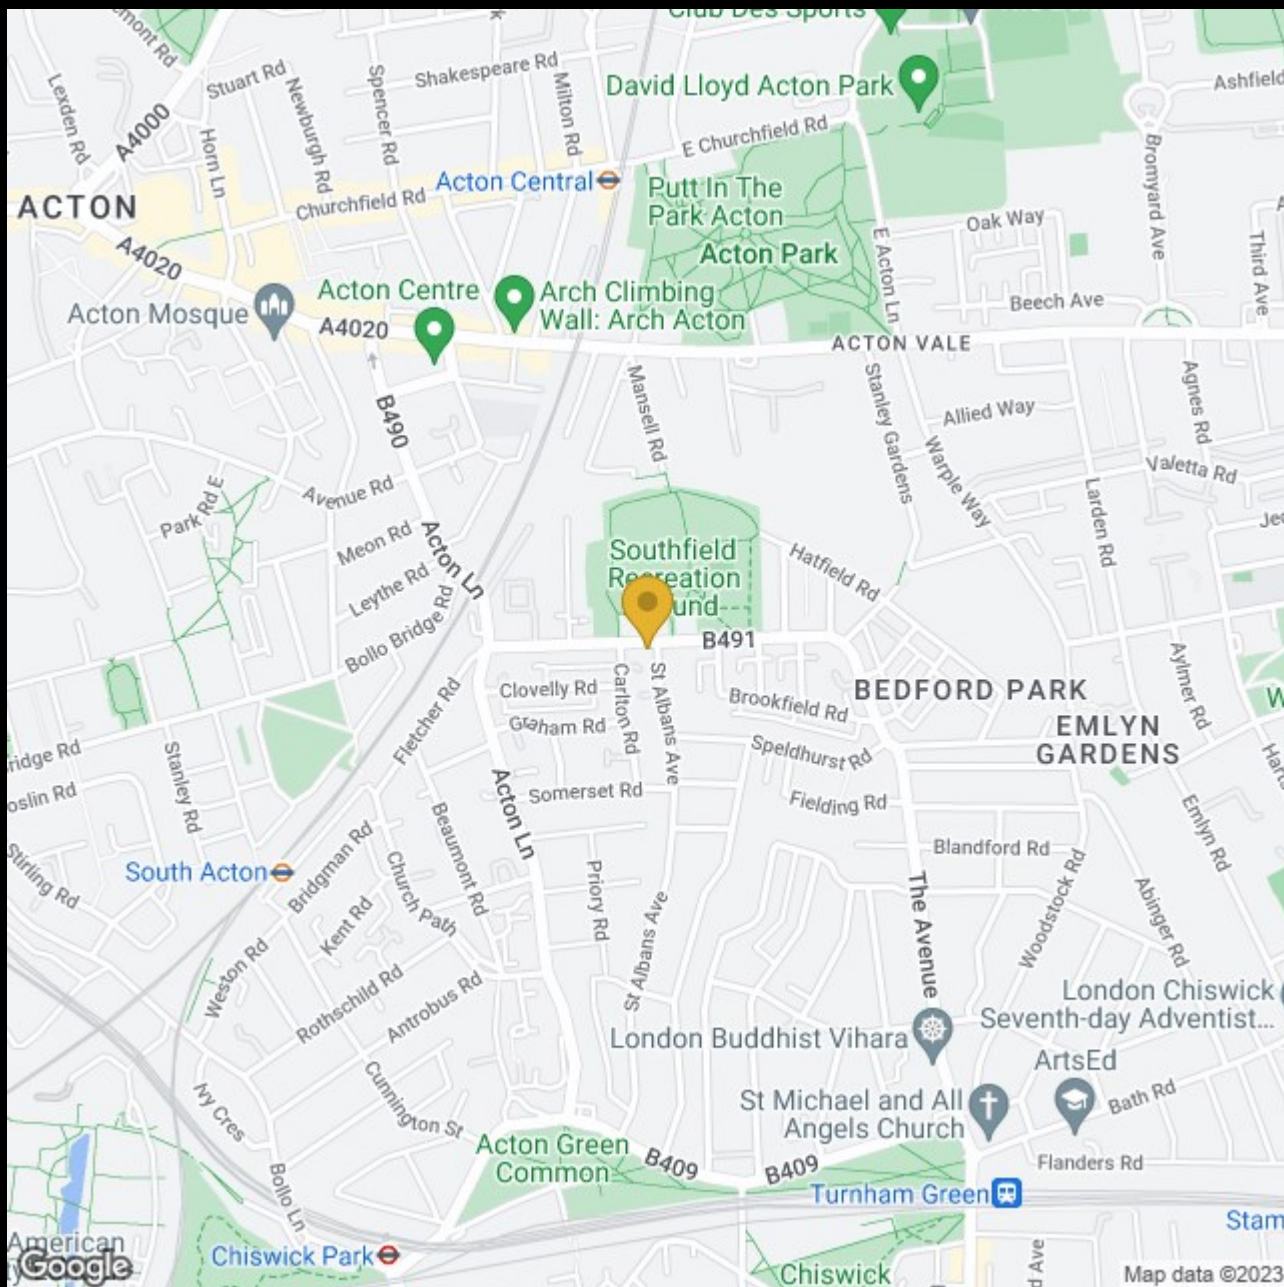 Club Des Sports
David Lloyd Acton Park
Ashfield
Stuart Rd
Shakespeare Rd
Milton Rd
Spencer Rd
Newburgh Rd
Lexden Rd
A4000
Horn Ln
E Churchfield Rd
Bromyard Ave
Acton Central
Putt In The
Park Acton
Churchfield Rd
ACTON
Acton Park
Oak Way
E Acton Ln
Third Ave
A4020
Acton Centre
Arch Climbing
Wall: Arch Acton
Acton Mosque
A4020
Beech Ave
ACTON VALE
Mansell Rd
Stanley Gardens
Agnes Rd
Allied Way
B490
Warple Way
Valetta Rd
Larden Rd
Avenue Rd
Park Rd E
Meon Rd
Acton Ln
Southfield
Recreation
und
Hatfield Rd
Leythe Rd
Bollo Bridge Rd
B491
Clovelly Rd
Carlton Rd
St Albans Ave
Brookfield Rd
BEDFORD PARK
Aylmer Rd
Fletcher Rd
Graham Rd
EMLYN
GARDENS
Speldhurst Rd
ridge Rd
Stanley Rd
oslin Rd
Acton Ln
Somerset Rd
Fielding Rd
Emlyn Rd
Beaumont Rd
Blandford Rd
Stirling Rd
South Acton
Bridgman Rd
Church Path
Priory Rd
The Avenue
Woodstock Rd
Abinger Rd
Kent Rd
St Albans Ave
Weston Rd
Rothschild Rd
Antrobus Rd
London Chiswick
Seventh-day Adventist...
London Buddhist Vihara
ArtsEd
Cunnington St
Ivy Cres
St Michael and All
Angels Church
Bath Rd
Acton Green
Common
B409
B409
Flanders Rd
Bollo Ln
Turnham Green
Stam
American
Chiswick Park
Chiswick
d Ave
Google
Map data ©2023